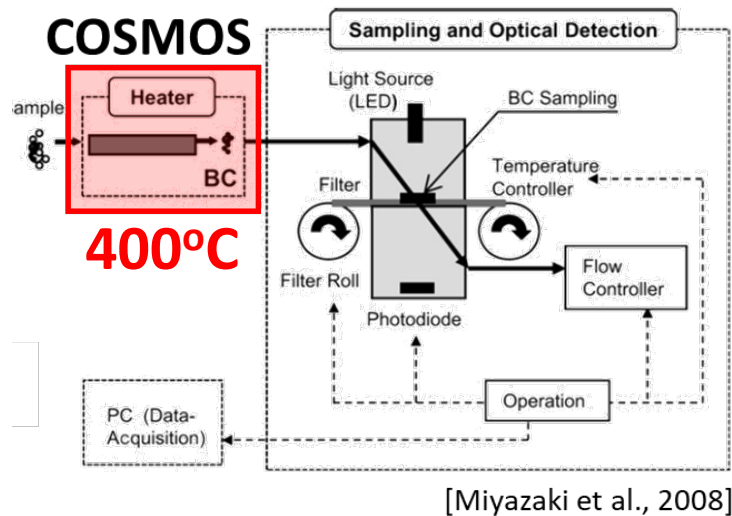 COSMOS
Sampling and Optical Detection
Heater
ample
BC
400°C
Light Source
(LED)
BC Sampling
Filter
Temperature
Controller
Filter Roll
Photodiode
Flow
Controller
Operation
PC (Data-
Acquisition)
[Miyazaki et al., 2008]